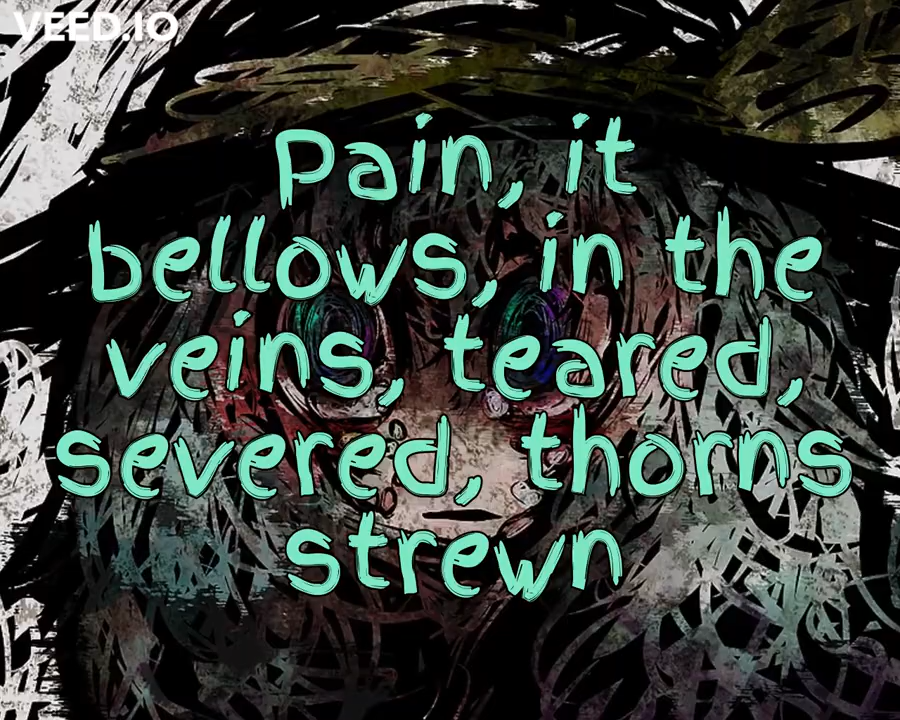 VEED.IO
Pain, it
bellows, in the
veins, teared,
severed, thorns
strewn